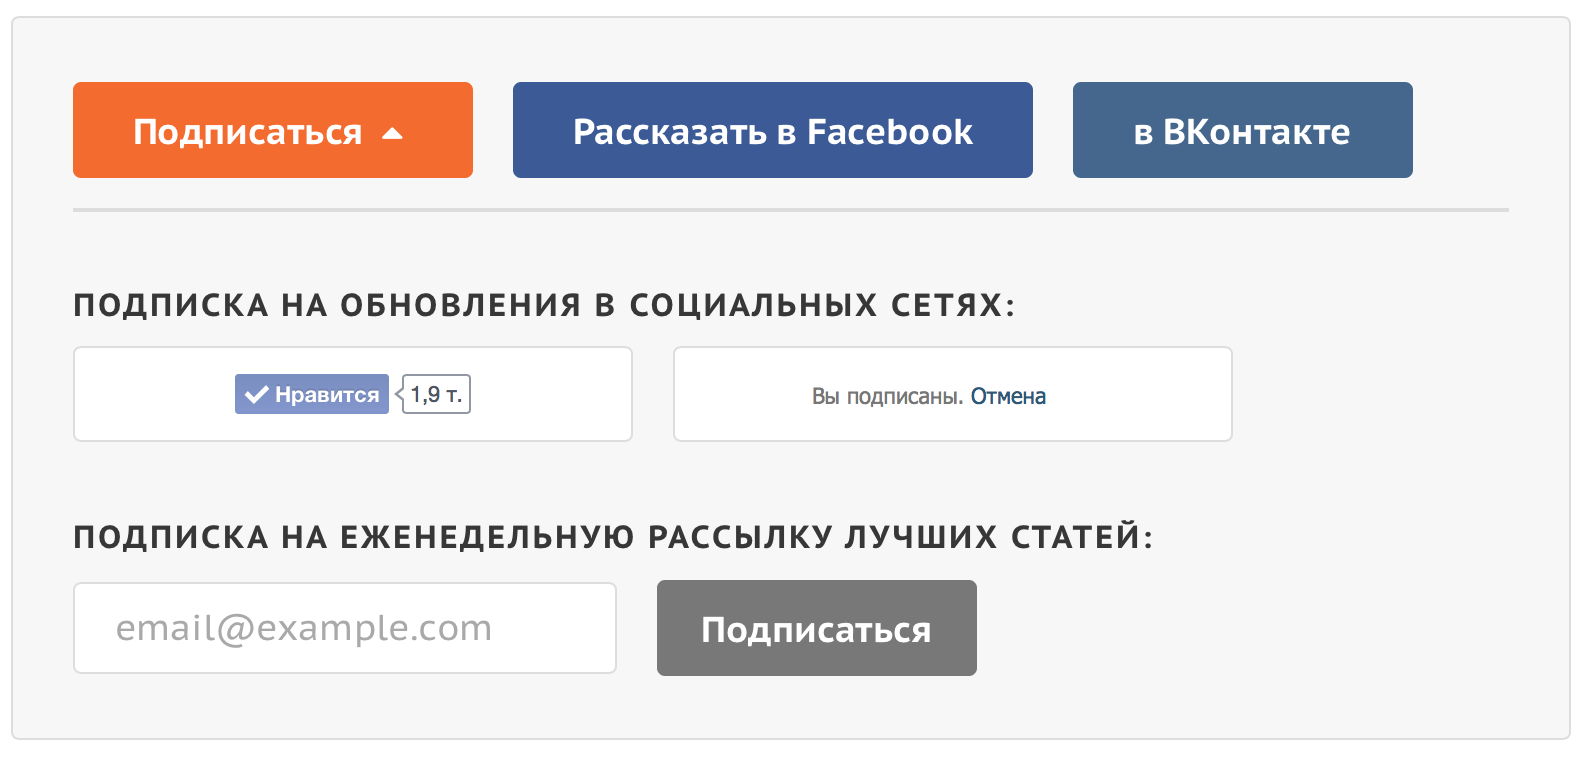 Подписаться
Рассказать в Facebook
в ВКонтакте
ПОДПИСКА НА ОБНОВЛЕНИЯ В СОЦИАЛЬНЫХ СЕТЯХ:
Нравится 1,9 т.
Вы подписаны. Отмена
ПОДПИСКА НА ЕЖЕНЕДЕЛЬНУЮ РАССЫЛКУ ЛУЧШИХ СТАТЕЙ:
email@example.com
Подписаться